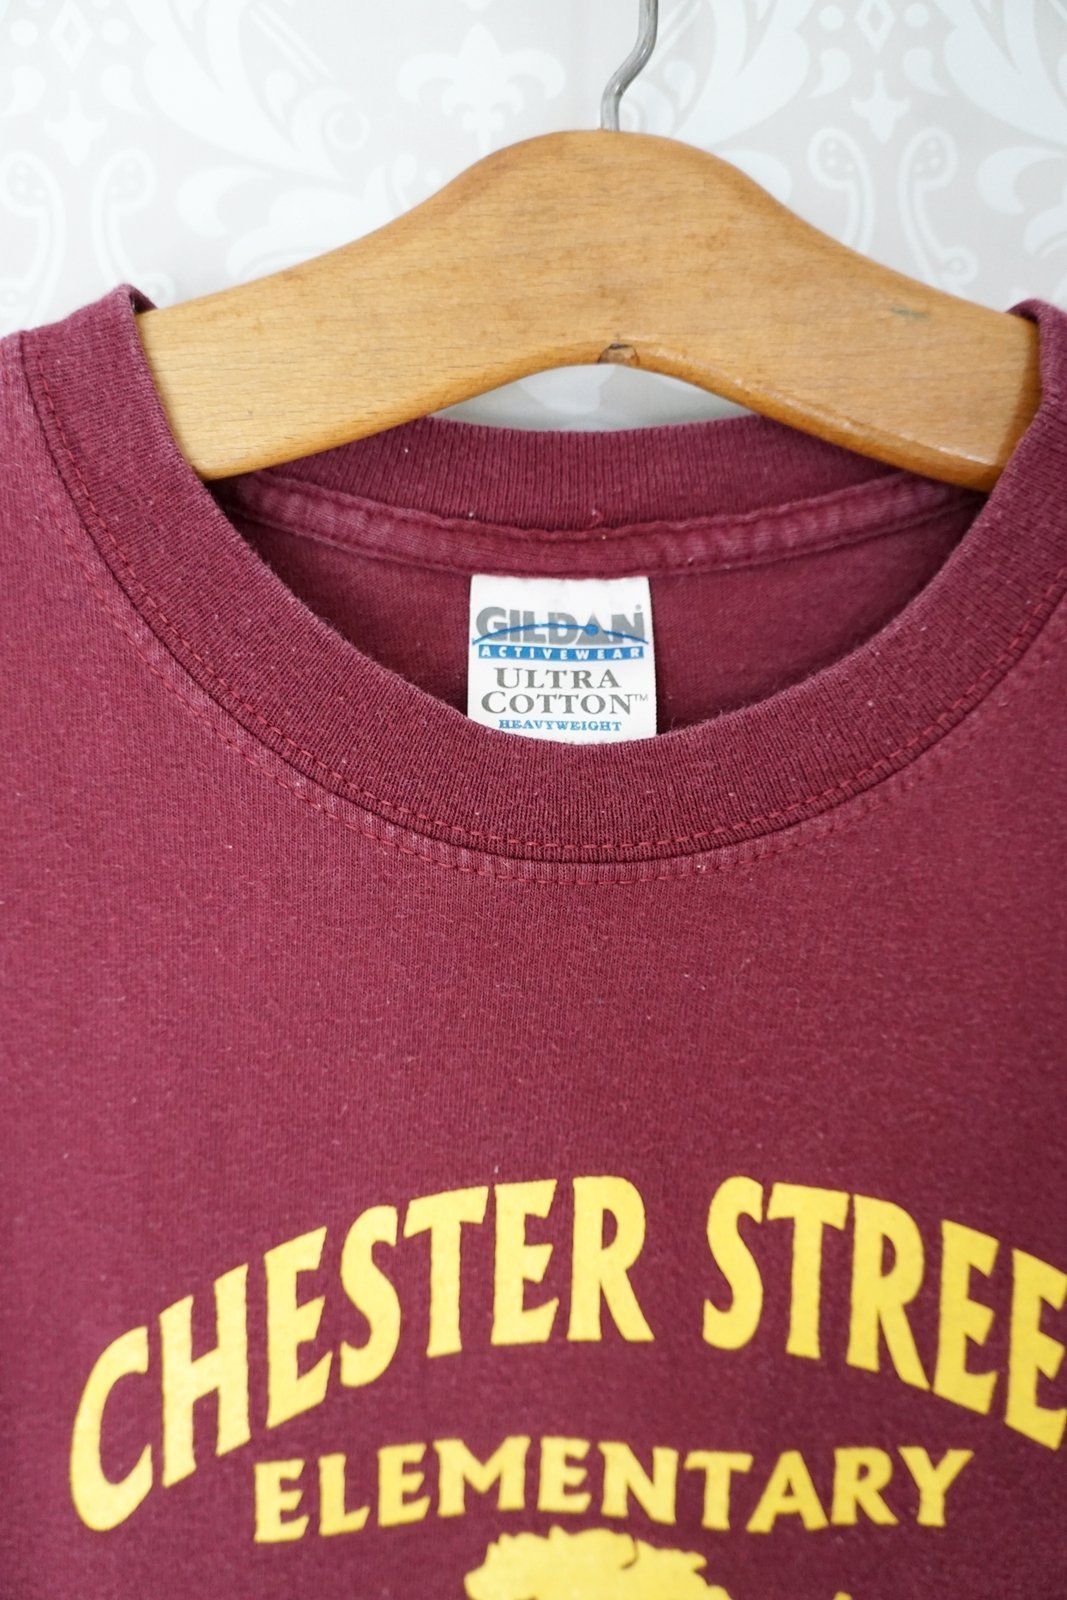 GILDAN®
ACTIVEWEAR
ULTRA
COTTON™
HEAVYWEIGHT
CHESTER STREE
ELEMENTARY